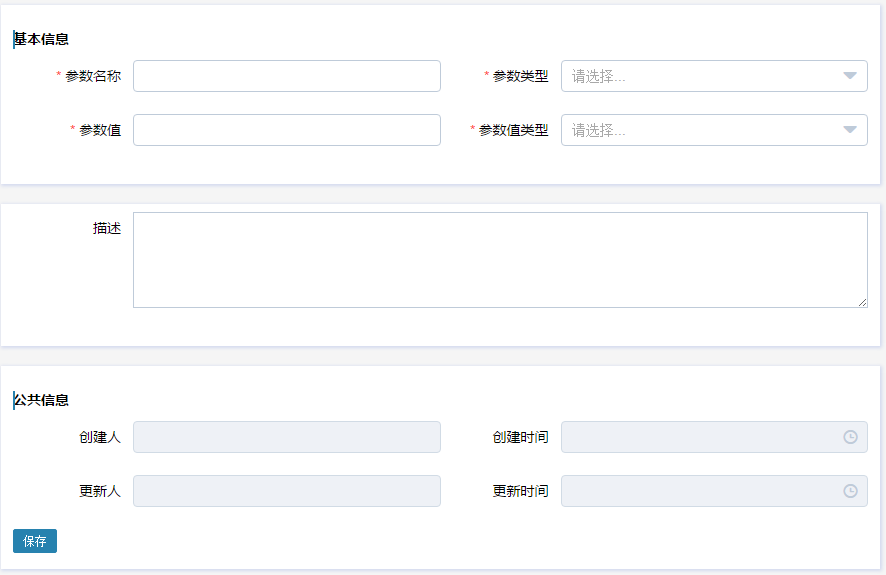 基本信息
* 参数名称 * 参数类型 请选择...
* 参数值 * 参数值类型 请选择...
描述
公共信息
创建人 创建时间
更新人 更新时间
保存